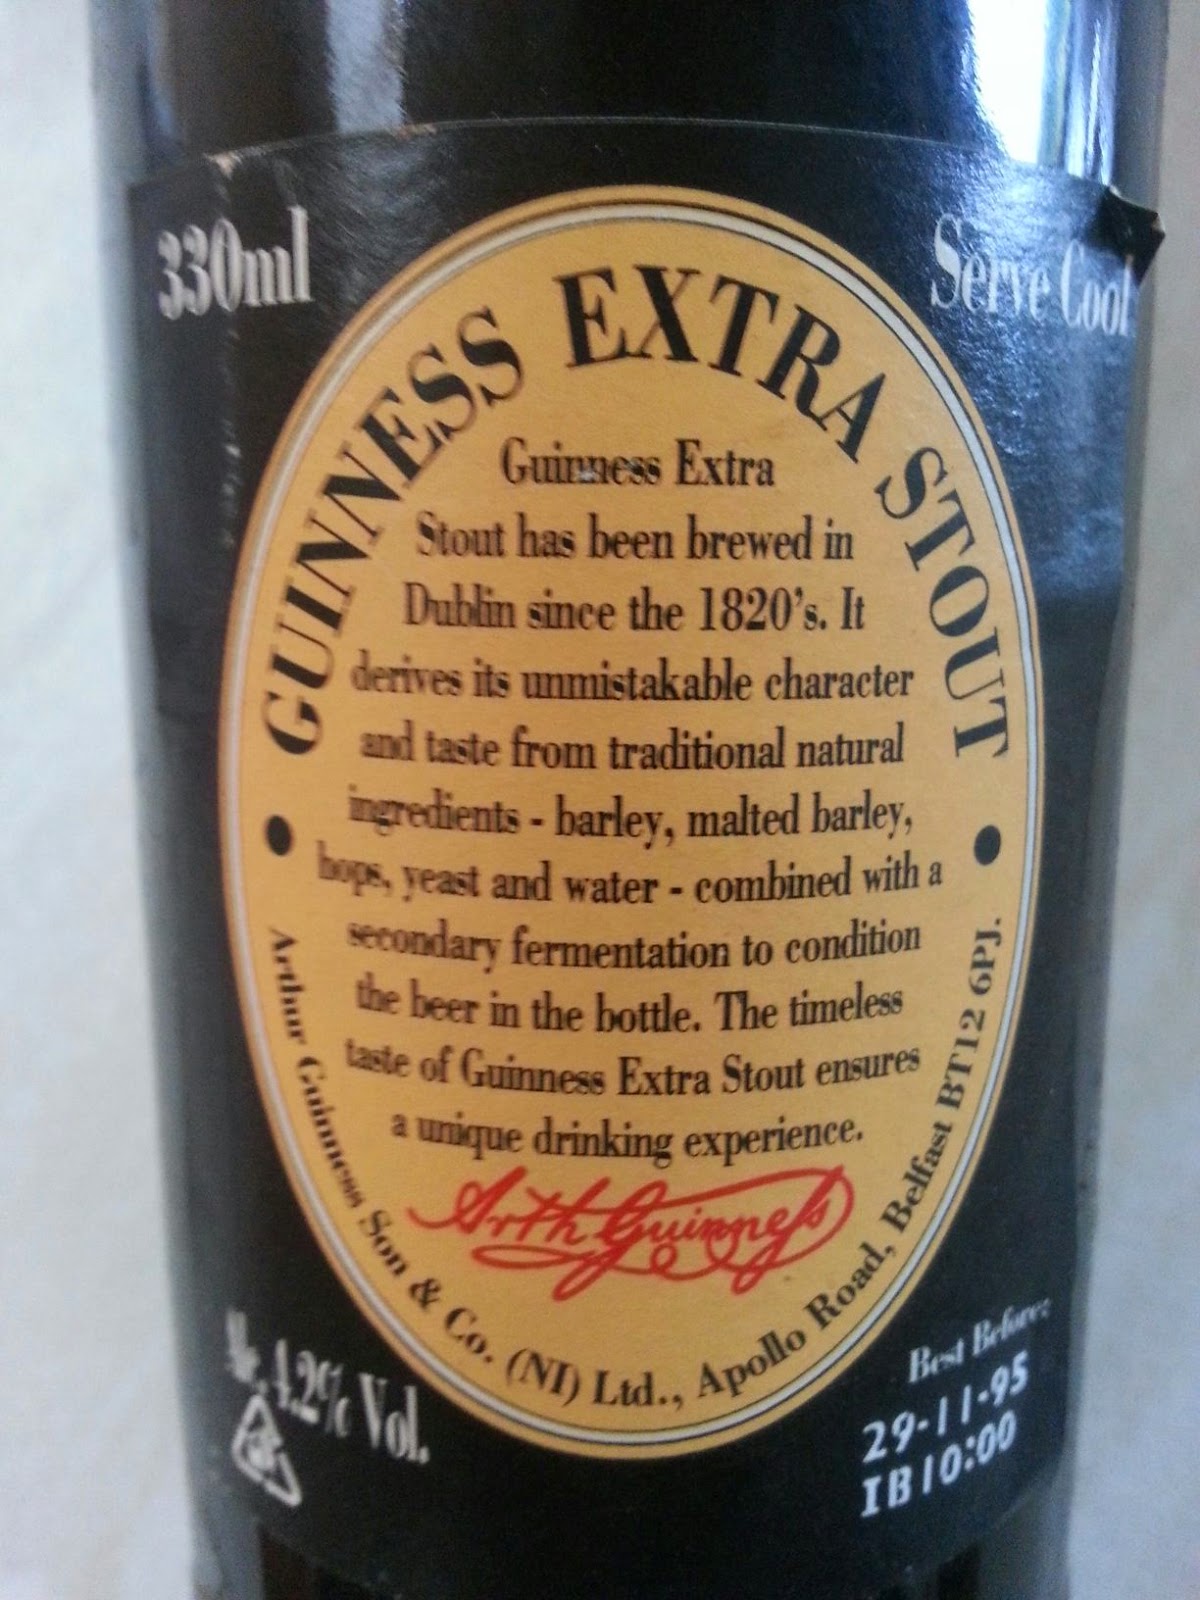 330ml
Serve Cool
GUINNESS EXTRA STOUT
Guinness Extra
Stout has been brewed in
Dublin since the 1820's. It
derives its unmistakable character
and taste from traditional natural
ingredients - barley, malted barley,
hops, yeast and water - combined with a
secondary fermentation to condition
the beer in the bottle. The timeless
taste of Guinness Extra Stout ensures
a unique drinking experience.
Arth Guinness
Arthur Guinness Son & Co. (NI) Ltd., Apollo Road, Belfast BT12 6PJ.
Alc. 4.2% Vol.
Best Before:
29-11-95
IB10:00